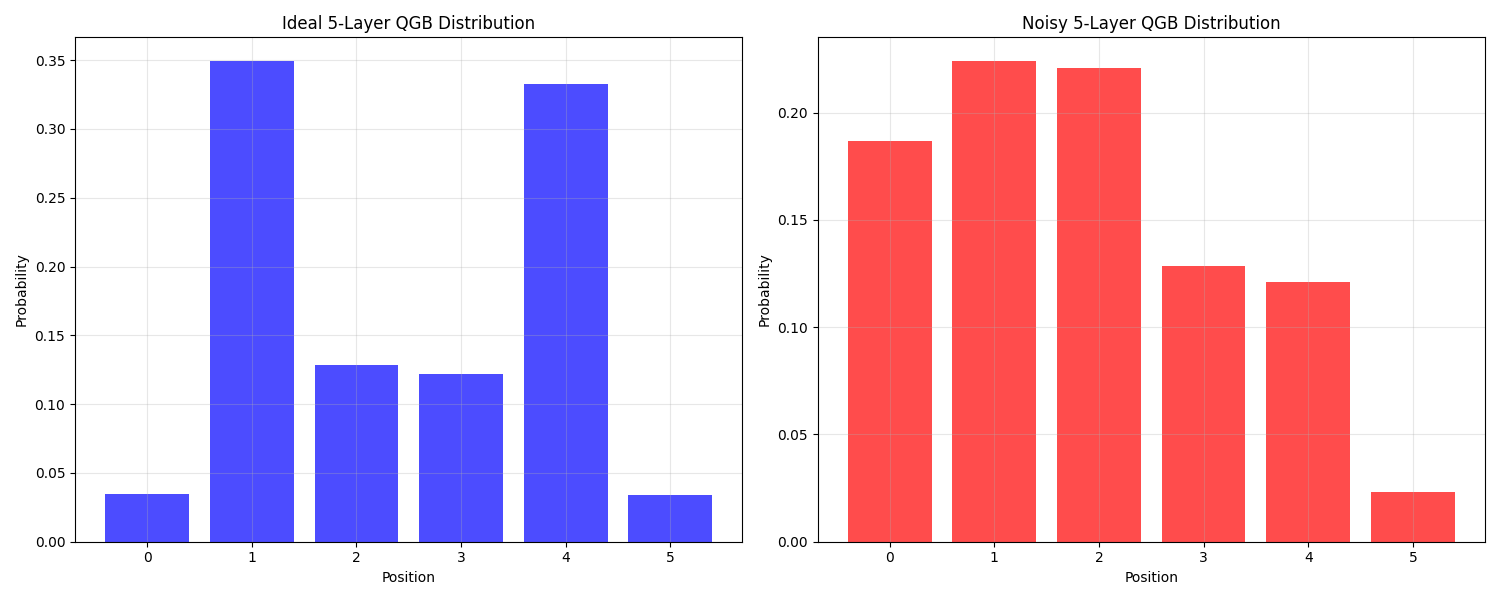 Ideal 5-Layer QGB Distribution
Probability
0.35
0.30
0.25
0.20
0.15
0.10
0.05
0.00
0 1 2 3 4 5
Position
Noisy 5-Layer QGB Distribution
Probability
0.20
0.15
0.10
0.05
0.00
0 1 2 3 4 5
Position